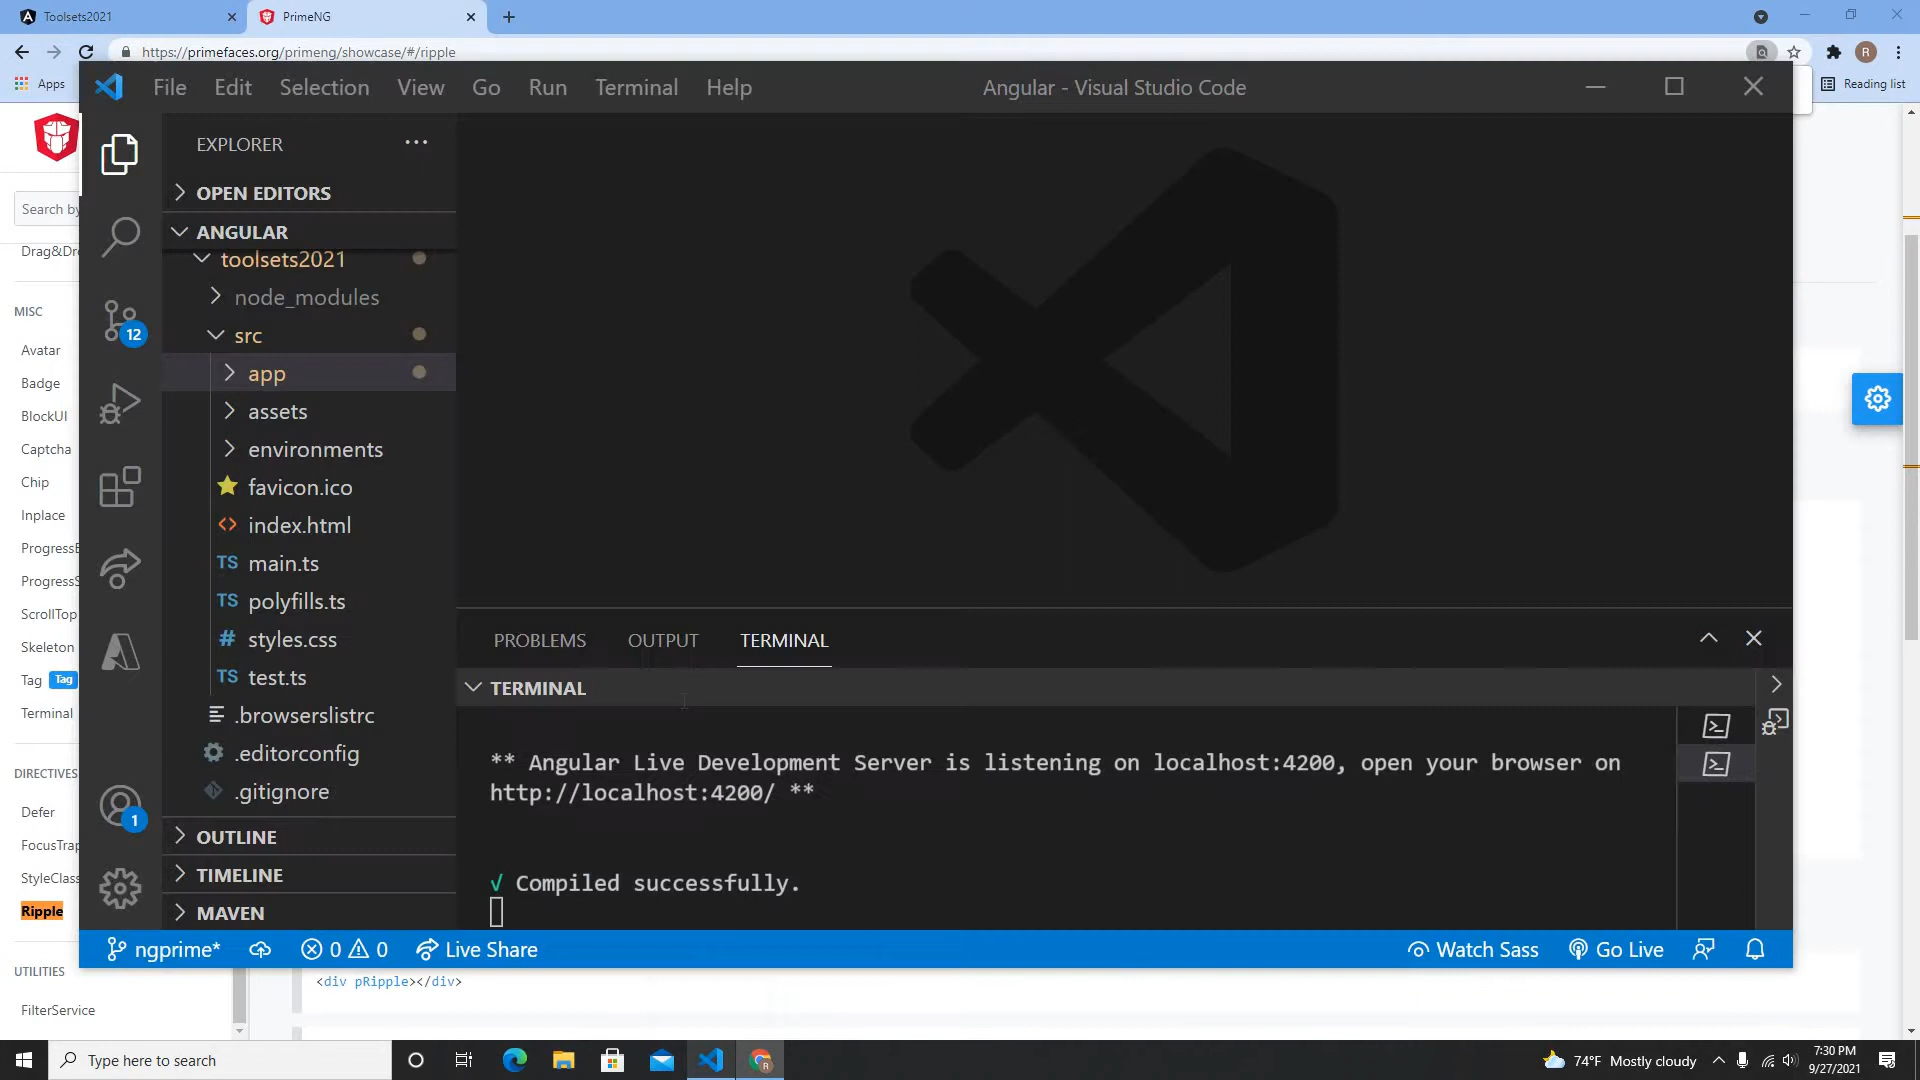 Toolsets2021
PrimeNG
https://primefaces.org/primeng/showcase/#/ripple
R
Apps
Reading list
File Edit Selection View Go Run Terminal Help
Angular - Visual Studio Code
EXPLORER
OPEN EDITORS
ANGULAR
toolsets2021
node_modules
src
app
assets
environments
favicon.ico
index.html
TS main.ts
TS polyfills.ts
# styles.css
TS test.ts
.browserslistrc
.editorconfig
.gitignore
OUTLINE
TIMELINE
MAVEN
12
1
Search by
Drag&Dr
MISC
Avatar
Badge
BlockUI
Captcha
Chip
Inplace
Progress
Progress
ScrollTop
Skeleton
Tag Tag
Terminal
DIRECTIVES
Defer
FocusTrap
StyleClass
Ripple
UTILITIES
FilterService
PROBLEMS OUTPUT TERMINAL
TERMINAL
** Angular Live Development Server is listening on localhost:4200, open your browser on
http://localhost:4200/ **
√ Compiled successfully.
ngprime* 0 0 Live Share
Watch Sass Go Live
<div pRipple></div>
Type here to search
74°F Mostly cloudy
7:30 PM
9/27/2021